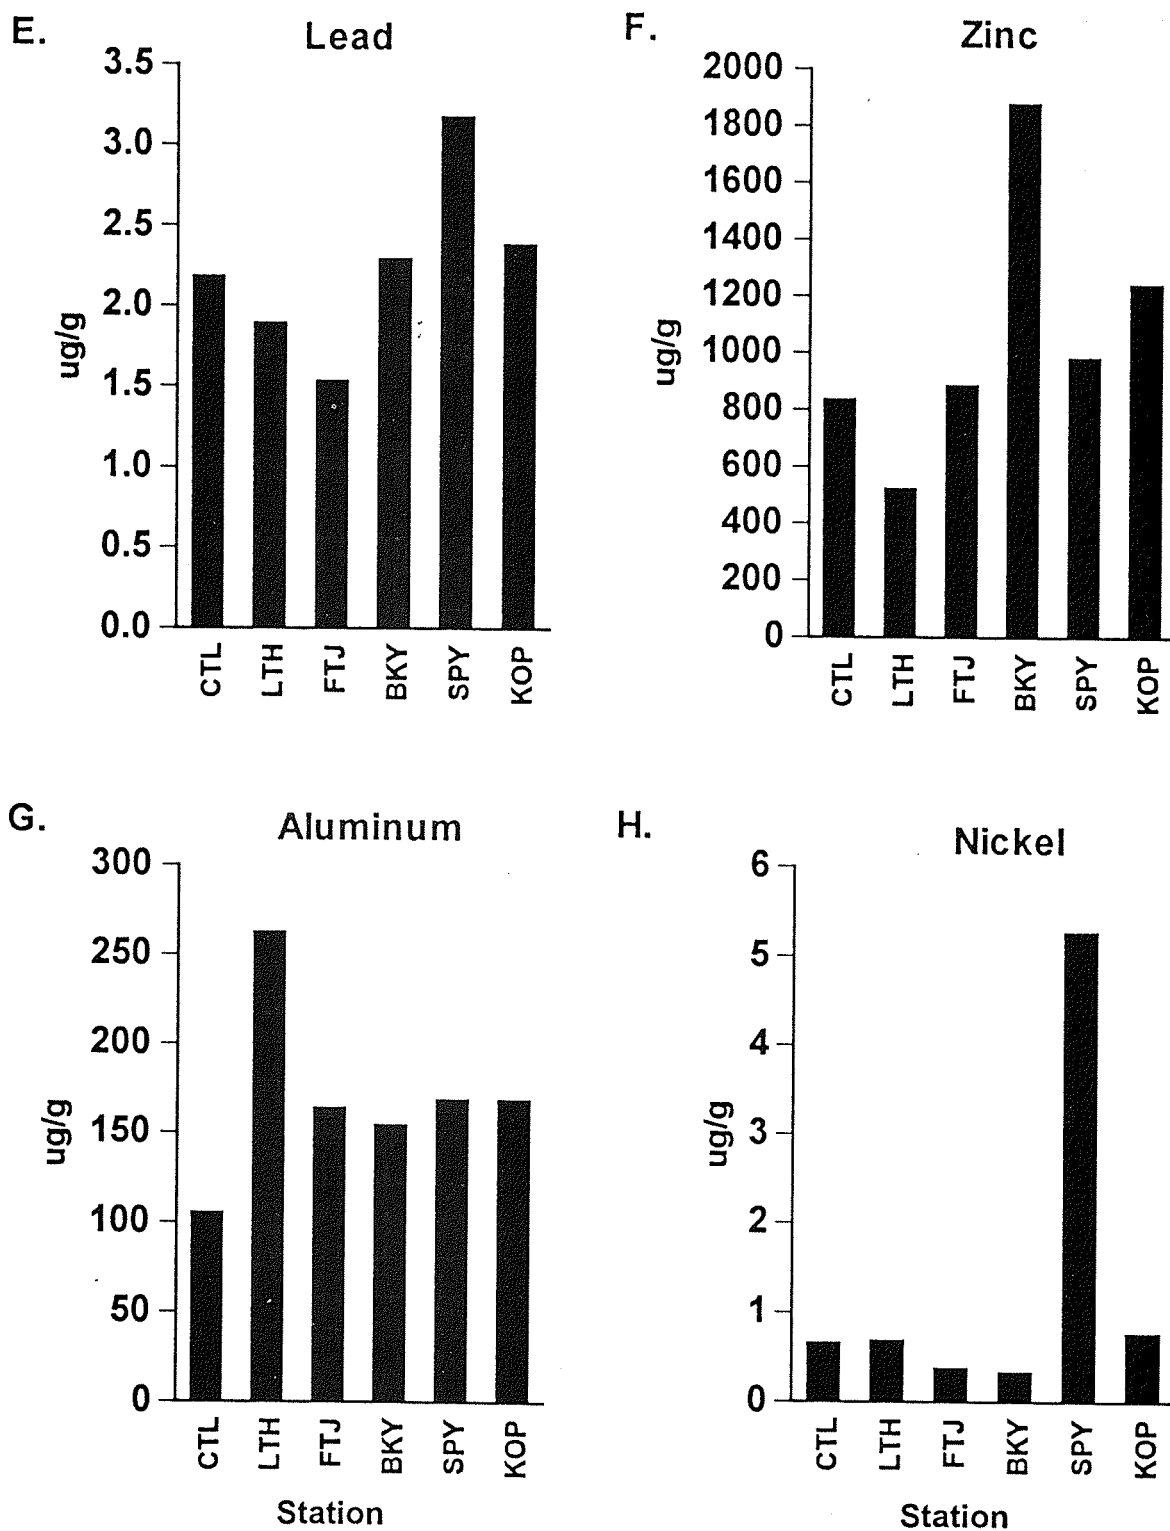 E.
Lead
3.5
3.0
2.5
2.0
1.5
1.0
0.5
0.0
ug/g
CTL
LTH
FTJ
BKY
SPY
KOP
F.
Zinc
2000
1800
1600
1400
1200
1000
800
600
400
200
0
ug/g
CTL
LTH
FTJ
BKY
SPY
KOP
G.
Aluminum
300
250
200
150
100
50
0
ug/g
CTL
LTH
FTJ
BKY
SPY
KOP
Station
H.
Nickel
6
5
4
3
2
1
0
ug/g
CTL
LTH
FTJ
BKY
SPY
KOP
Station